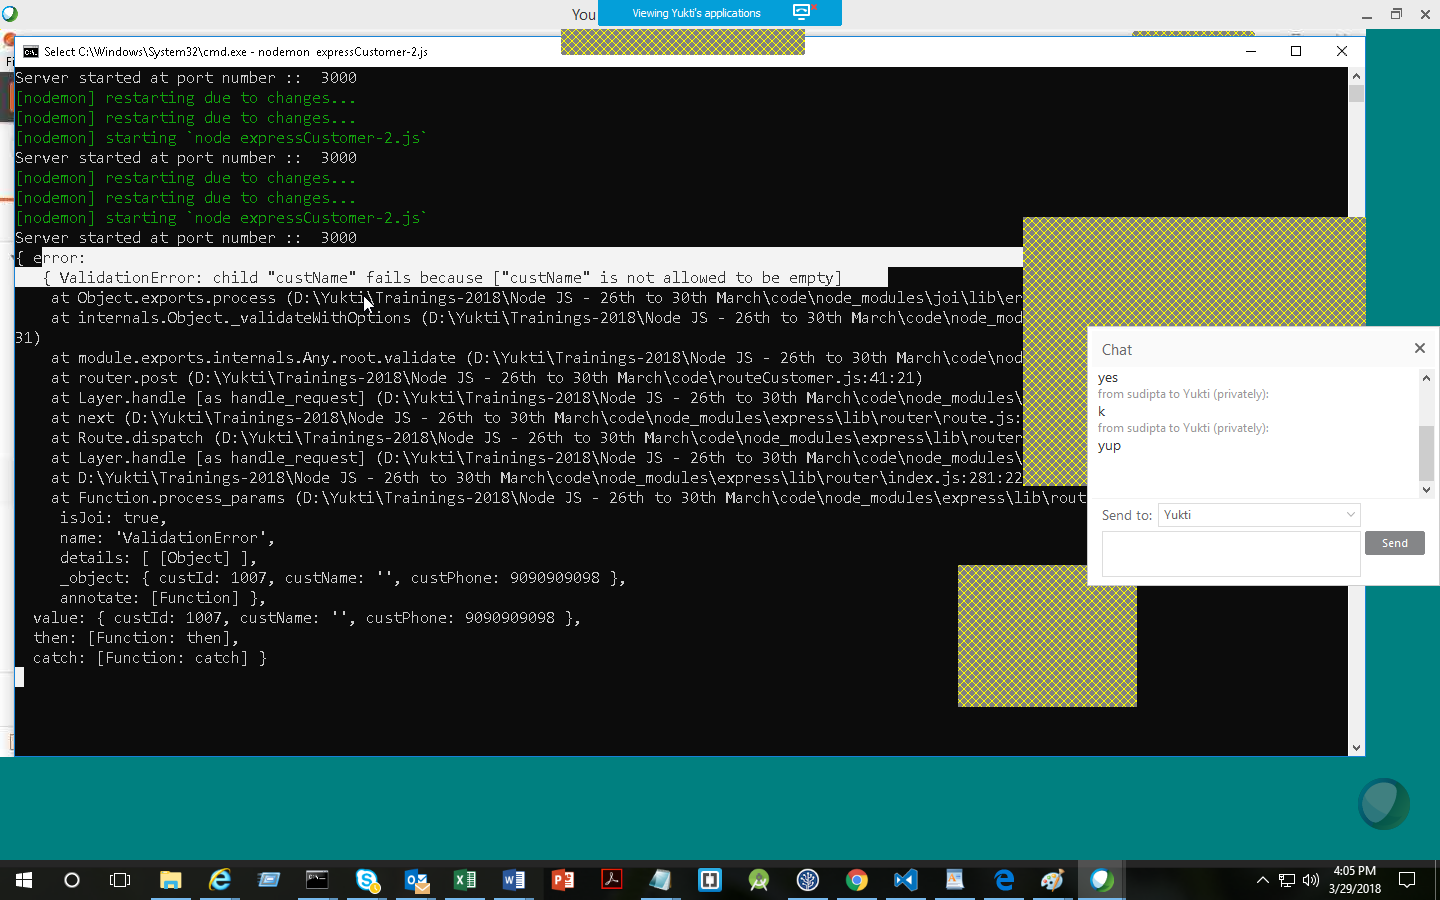 You
Viewing Yukti's applications
Select C:\Windows\System32\cmd.exe - nodemon  expressCustomer-2.js
Fi
Server started at port number ::  3000
[nodemon] restarting due to changes...
[nodemon] restarting due to changes...
[nodemon] starting `node expressCustomer-2.js`
Server started at port number ::  3000
[nodemon] restarting due to changes...
[nodemon] restarting due to changes...
[nodemon] starting `node expressCustomer-2.js`
Server started at port number ::  3000
{ error:
{ ValidationError: child "custName" fails because ["custName" is not allowed to be empty]
at Object.exports.process (D:\Yukti\Trainings-2018\Node JS - 26th to 30th March\code\node_modules\joi\lib\er
at internals.Object._validateWithOptions (D:\Yukti\Trainings-2018\Node JS - 26th to 30th March\code\node_mod
31)
at module.exports.internals.Any.root.validate (D:\Yukti\Trainings-2018\Node JS - 26th to 30th March\code\nod
at router.post (D:\Yukti\Trainings-2018\Node JS - 26th to 30th March\code\routeCustomer.js:41:21)
at Layer.handle [as handle_request] (D:\Yukti\Trainings-2018\Node JS - 26th to 30th March\code\node_modules\
at next (D:\Yukti\Trainings-2018\Node JS - 26th to 30th March\code\node_modules\express\lib\router\route.js:
at Route.dispatch (D:\Yukti\Trainings-2018\Node JS - 26th to 30th March\code\node_modules\express\lib\router
at Layer.handle [as handle_request] (D:\Yukti\Trainings-2018\Node JS - 26th to 30th March\code\node_modules\
at D:\Yukti\Trainings-2018\Node JS - 26th to 30th March\code\node_modules\express\lib\router\index.js:281:22
at Function.process_params (D:\Yukti\Trainings-2018\Node JS - 26th to 30th March\code\node_modules\express\lib\rout
isJoi: true,
name: 'ValidationError',
details: [ [Object] ],
_object: { custId: 1007, custName: '', custPhone: 9090909098 },
annotate: [Function] },
value: { custId: 1007, custName: '', custPhone: 9090909098 },
then: [Function: then],
catch: [Function: catch] }
Chat
yes
from sudipta to Yukti (privately):
k
from sudipta to Yukti (privately):
yup
Send to: Yukti
Send
4:05 PM
3/29/2018